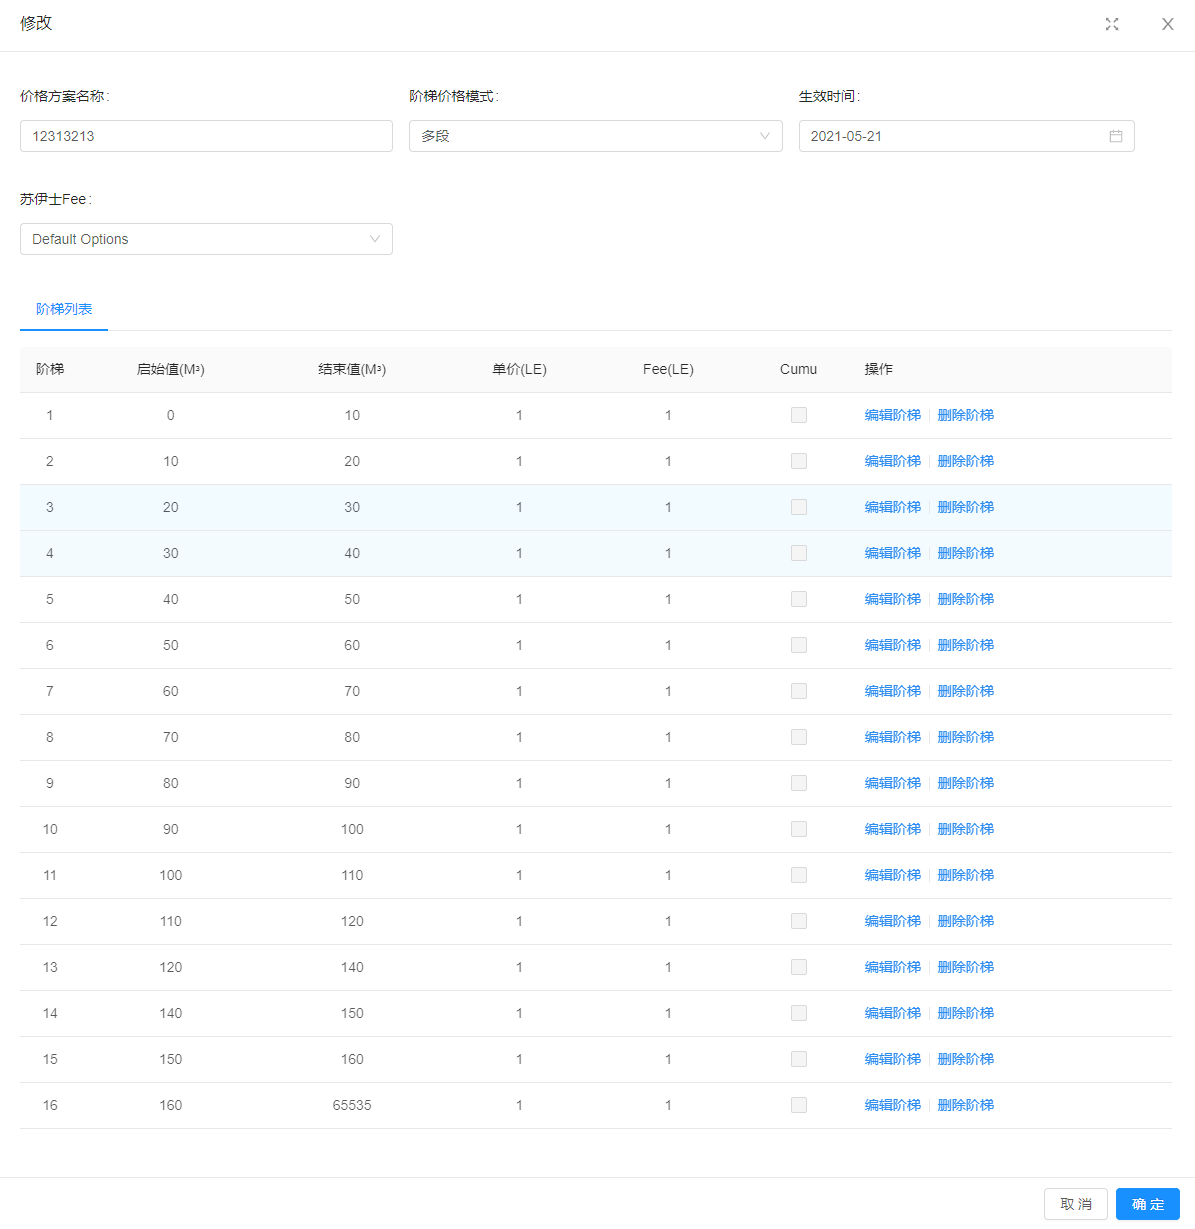 修改
价格方案名称:
阶梯价格模式:
生效时间:
12313213
多段
2021-05-21
苏伊士Fee:
Default Options
阶梯列表
阶梯 启始值(M³) 结束值(M³) 单价(LE) Fee(LE) Cumu 操作
1 0 10 1 1 编辑阶梯 删除阶梯
2 10 20 1 1 编辑阶梯 删除阶梯
3 20 30 1 1 编辑阶梯 删除阶梯
4 30 40 1 1 编辑阶梯 删除阶梯
5 40 50 1 1 编辑阶梯 删除阶梯
6 50 60 1 1 编辑阶梯 删除阶梯
7 60 70 1 1 编辑阶梯 删除阶梯
8 70 80 1 1 编辑阶梯 删除阶梯
9 80 90 1 1 编辑阶梯 删除阶梯
10 90 100 1 1 编辑阶梯 删除阶梯
11 100 110 1 1 编辑阶梯 删除阶梯
12 110 120 1 1 编辑阶梯 删除阶梯
13 120 140 1 1 编辑阶梯 删除阶梯
14 140 150 1 1 编辑阶梯 删除阶梯
15 150 160 1 1 编辑阶梯 删除阶梯
16 160 65535 1 1 编辑阶梯 删除阶梯
取 消 确 定